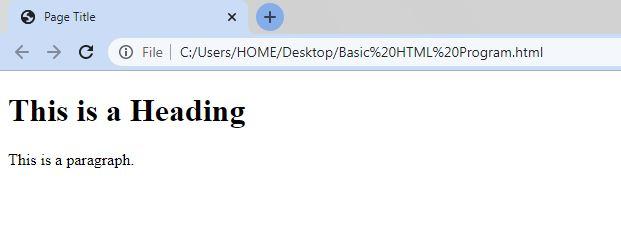 Page Title
File C:/Users/HOME/Desktop/Basic%20HTML%20Program.html
This is a Heading
This is a paragraph.